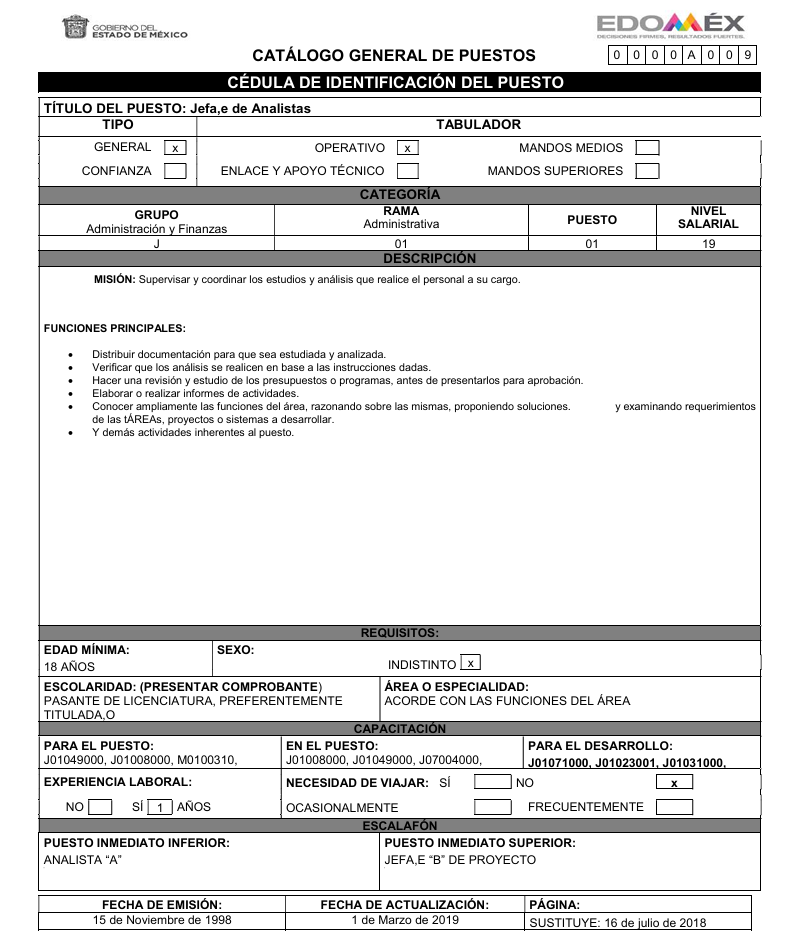 GOBIERNO DEL
ESTADO DE MÉXICO
EDOMÉX
DECISIONES FIRMES, RESULTADOS FUERTES.
CATÁLOGO GENERAL DE PUESTOS
0 0 0 0 A 0 0 9
CÉDULA DE IDENTIFICACIÓN DEL PUESTO
TÍTULO DEL PUESTO: Jefa,e de Analistas
TIPO TABULADOR
GENERAL x OPERATIVO x MANDOS MEDIOS
CONFIANZA ENLACE Y APOYO TÉCNICO MANDOS SUPERIORES
CATEGORÍA
GRUPO
Administración y Finanzas
RAMA
Administrativa
PUESTO
NIVEL
SALARIAL
J 01 01 19
DESCRIPCIÓN
MISIÓN: Supervisar y coordinar los estudios y análisis que realice el personal a su cargo.
FUNCIONES PRINCIPALES:
• Distribuir documentación para que sea estudiada y analizada.
• Verificar que los análisis se realicen en base a las instrucciones dadas.
• Hacer una revisión y estudio de los presupuestos o programas, antes de presentarlos para aprobación.
• Elaborar o realizar informes de actividades.
• Conocer ampliamente las funciones del área, razonando sobre las mismas, proponiendo soluciones. y examinando requerimientos
de las tÁREAs, proyectos o sistemas a desarrollar.
• Y demás actividades inherentes al puesto.
REQUISITOS:
EDAD MÍNIMA:
18 AÑOS
SEXO:
INDISTINTO x
ESCOLARIDAD: (PRESENTAR COMPROBANTE)
PASANTE DE LICENCIATURA, PREFERENTEMENTE
TITULADA,O
ÁREA O ESPECIALIDAD:
ACORDE CON LAS FUNCIONES DEL ÁREA
CAPACITACIÓN
PARA EL PUESTO:
J01049000, J01008000, M0100310,
EN EL PUESTO:
J01008000, J01049000, J07004000,
PARA EL DESARROLLO:
J01071000, J01023001, J01031000,
EXPERIENCIA LABORAL:
NO SÍ 1 AÑOS
NECESIDAD DE VIAJAR: SÍ NO x
OCASIONALMENTE FRECUENTEMENTE
ESCALAFÓN
PUESTO INMEDIATO INFERIOR:
ANALISTA “A”
PUESTO INMEDIATO SUPERIOR:
JEFA,E “B” DE PROYECTO
FECHA DE EMISIÓN:
15 de Noviembre de 1998
FECHA DE ACTUALIZACIÓN:
1 de Marzo de 2019
PÁGINA:
SUSTITUYE: 16 de julio de 2018